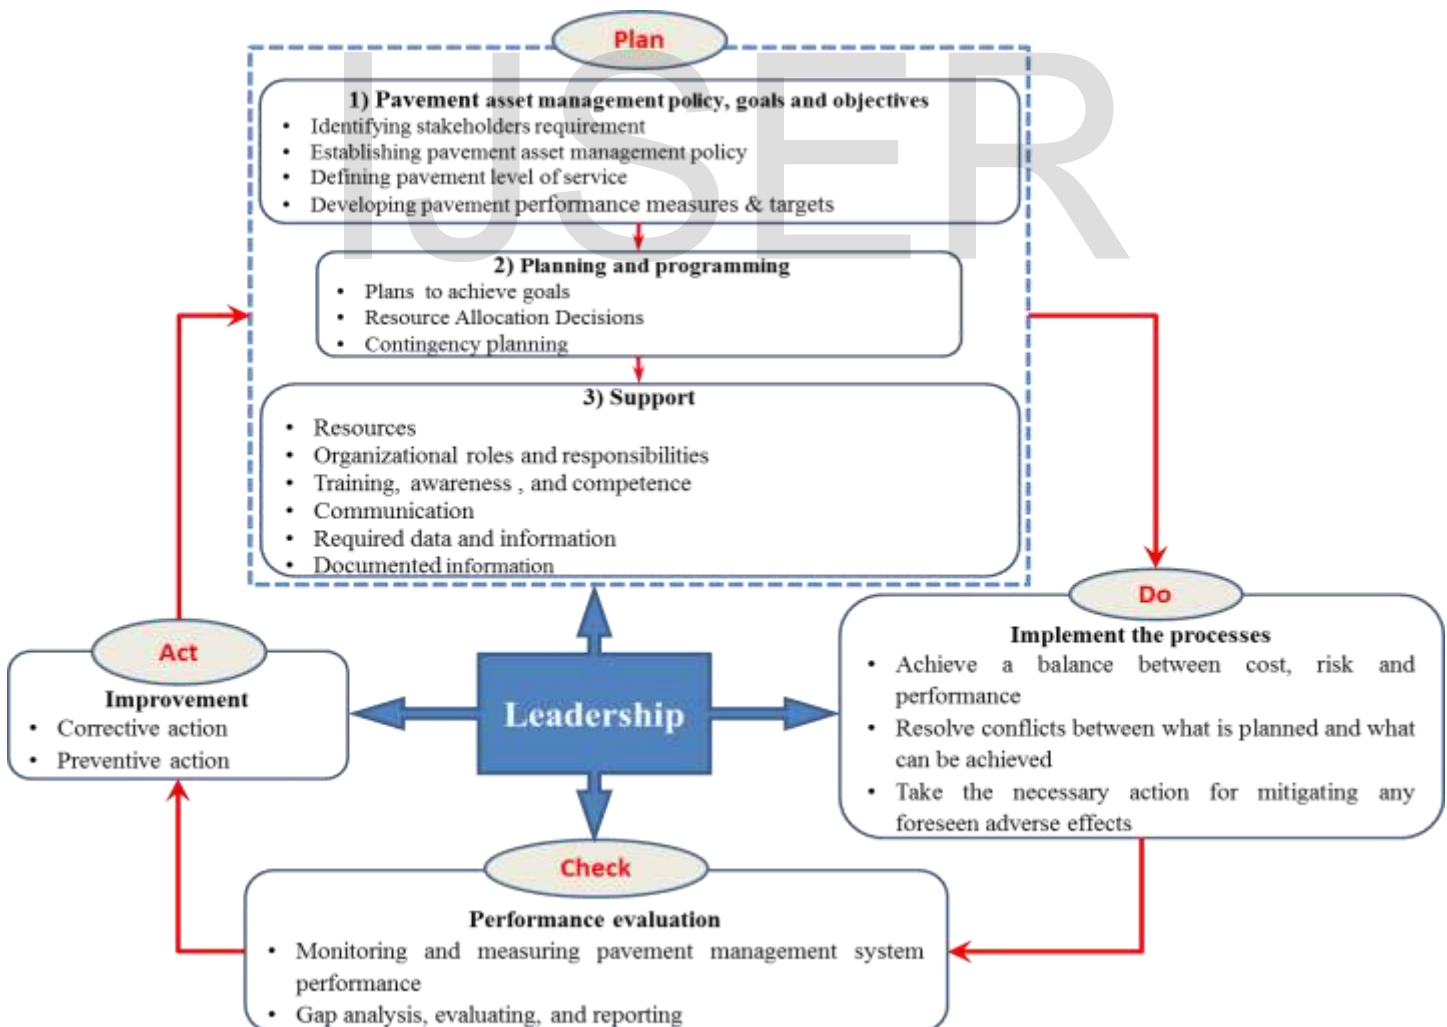 IJSER
Plan
1) Pavement asset management policy, goals and objectives
• Identifying stakeholders requirement
• Establishing pavement asset management policy
• Defining pavement level of service
• Developing pavement performance measures & targets
2) Planning and programming
• Plans to achieve goals
• Resource Allocation Decisions
• Contingency planning
3) Support
• Resources
• Organizational roles and responsibilities
• Training, awareness , and competence
• Communication
• Required data and information
• Documented information
Do
Implement the processes
• Achieve a balance between cost, risk and
performance
• Resolve conflicts between what is planned and what
can be achieved
• Take the necessary action for mitigating any
foreseen adverse effects
Act
Improvement
• Corrective action
• Preventive action
Leadership
Check
Performance evaluation
• Monitoring and measuring pavement management system
performance
• Gap analysis, evaluating, and reporting